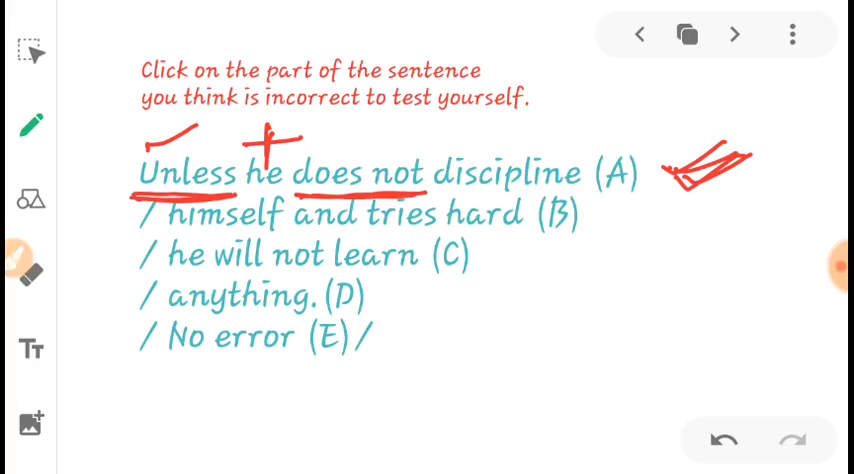 Click on the part of the sentence
you think is incorrect to test yourself.
Unless he does not discipline (A)
/ himself and tries hard (B)
/ he will not learn (C)
/ anything. (D)
/ No error (E) /
TT